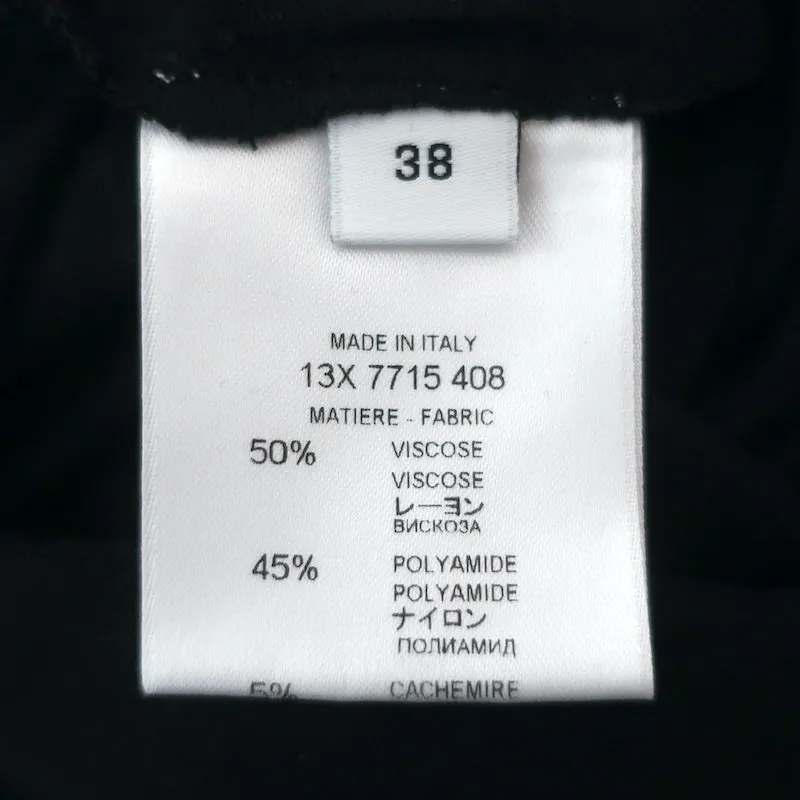 38
MADE IN ITALY
13X 7715 408
MATIERE - FABRIC
50% VISCOSE
VISCOSE
レーヨン
ВИСКОЗА
45% POLYAMIDE
POLYAMIDE
ナイロン
ПОЛИАМИД
5% CACHEMIRE